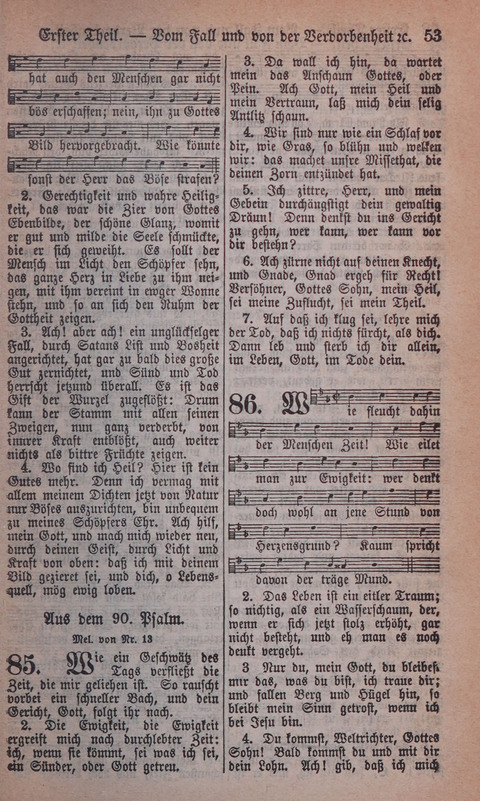 Erster Theil. — Vom Fall und von der Verdorbenheit ꝛc. 53
hat auch den Menschen gar nicht
bös erschaffen; nein, ihn zu Gottes
Bild hervorgebracht. Wie könnte
sonst der Herr das Böse strafen?
2. Gerechtigkeit und wahre Heilig-
keit, das war die Zier von Gottes
Ebenbilde, der schöne Glanz, womit
er gut und milde die Seele schmückte,
die er sich geweiht. Es sollt der
Mensch im Licht den Schöpfer sehn,
das ganze Herz in Liebe zu ihm nei-
gen, mit ihm vereint in ewger Wonne
stehn, und so an sich den Ruhm der
Gottheit zeigen.
3. Ach! aber ach! ein unglückselger
Fall, durch Satans List und Bosheit
angerichtet, hat gar zu bald dies große
Gut zernichtet, und Sünd und Tod
herrscht jetzund überall. Es ist das
Gift der Wurzel zugeflößt: Drum
kann der Stamm mit allen seinen
Zweigen, nun ganz verderbt, von
innrer Kraft entblößt, auch weiter
nichts als bittre Früchte zeigen.
4. Wo find ich Heil? Hier ist kein
Gutes mehr. Denn ich vermag mit
allem meinem Dichten jetzt von Natur
nur Böses auszurichten, bin unbequem
zu meines Schöpfers Ehr. Ach hilf,
mein Gott, und mach mich wieder neu,
durch deinen Geist, durch Licht und
Kraft von oben: daß ich mit deinem
Bild gezieret sei, und dich, o Lebens-
quell, mög ewig loben.
Aus dem 90. Psalm.
Mel. von Nr. 13
85. Wie ein Geschwätz des
Tags verfließt die
Zeit, die mir geliehen ist. So rauscht
vorbei ein schneller Bach, und dein
Gericht, Gott, folgt ihr nach.
2. Die Ewigkeit, die Ewigkeit
ergreift mich nach durchlebter Zeit:
ich, wenn sie kömmt, sei was ich sei,
ein Sünder, oder Gott getreu.
3. Da wall ich hin, da wartet
mein das Anschaun Gottes, oder
Pein. Ach Gott, mein Heil und
mein Vertraun, laß mich dein selig
Antlitz schaun.
4. Wir sind nur wie ein Schlaf vor
dir, wie Gras, so blühn und welken
wir: das machet unsre Missethat, die
deinen Zorn entzündet hat.
5. Ich zittre, Herr, und mein
Gebein durchängstigt dein gewaltig
Dräun! Denn denkst du ins Gericht
zu gehn, wer kann, wer kann vor
dir bestehn?
6. Ach zürne nicht auf deinen Knecht,
und Gnade, Gnad ergeh für Recht!
Versöhner, Gottes Sohn, mein Heil,
sei meine Zuflucht, sei mein Theil.
7. Auf daß ich klug sei, lehre mich
der Tod, daß ich nichts fürcht, als dich.
Dann leb und sterb ich dir allein,
im Leben, Gott, im Tode dein.
86. Wie fleucht dahin
der Menschen Zeit! Wie eilet
man zur Ewigkeit: wer denkt
doch wohl an jene Stund von
Herzensgrund? Kaum spricht
davon der träge Mund.
2. Das Leben ist ein eitler Traum;
so nichtig, als ein Wasserschaum, der,
wenn er sich jetzt stolz erhöht, gar
nicht besteht, und eh man es noch
denkt vergeht.
3 Nur du, mein Gott, du bleibest
mir das, was du bist, ich traue dir;
und fallen Berg und Hügel hin, so
bleibt mein Sinn getrost, wenn ich
bei Jesu bin.
4. Du kommst, Weltrichter, Gottes
Sohn! Bald kommst du und mit dir
dein Lohn. Ach! gib, daß ich mich